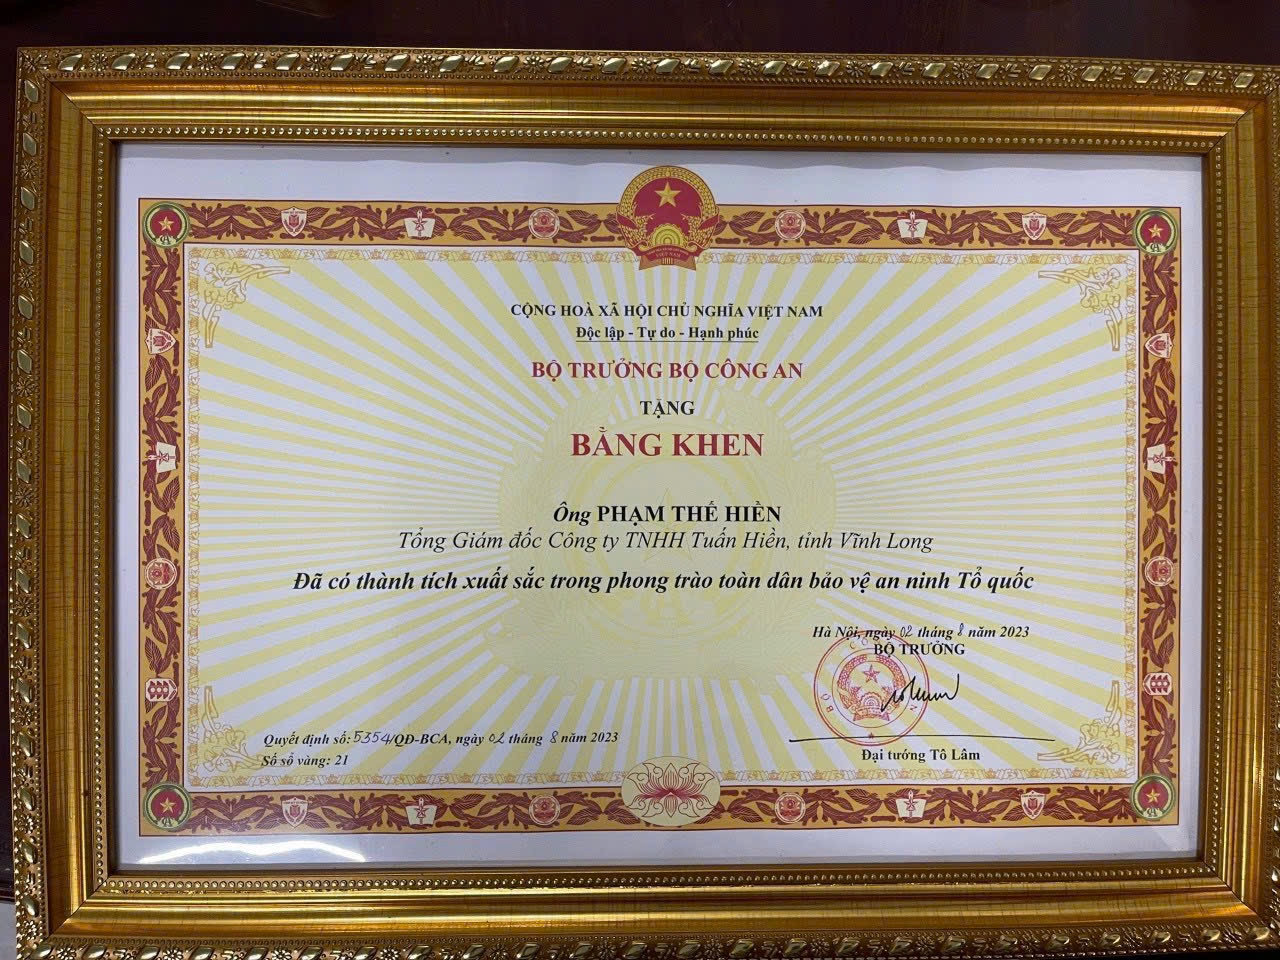 CỘNG HOÀ XÃ HỘI CHỦ NGHĨA VIỆT NAM
Độc lập - Tự do - Hạnh phúc
BỘ TRƯỞNG BỘ CÔNG AN
TẶNG
BẰNG KHEN
Ông PHẠM THẾ HIỀN
Tổng Giám đốc Công ty TNHH Tuấn Hiền, tỉnh Vĩnh Long
Đã có thành tích xuất sắc trong phong trào toàn dân bảo vệ an ninh Tổ quốc
Hà Nội, ngày 02 tháng 8 năm 2023
BỘ TRƯỞNG
Quyết định số: 5354/QĐ-BCA, ngày 02 tháng 8 năm 2023
Số sổ vàng: 21
Đại tướng Tô Lâm